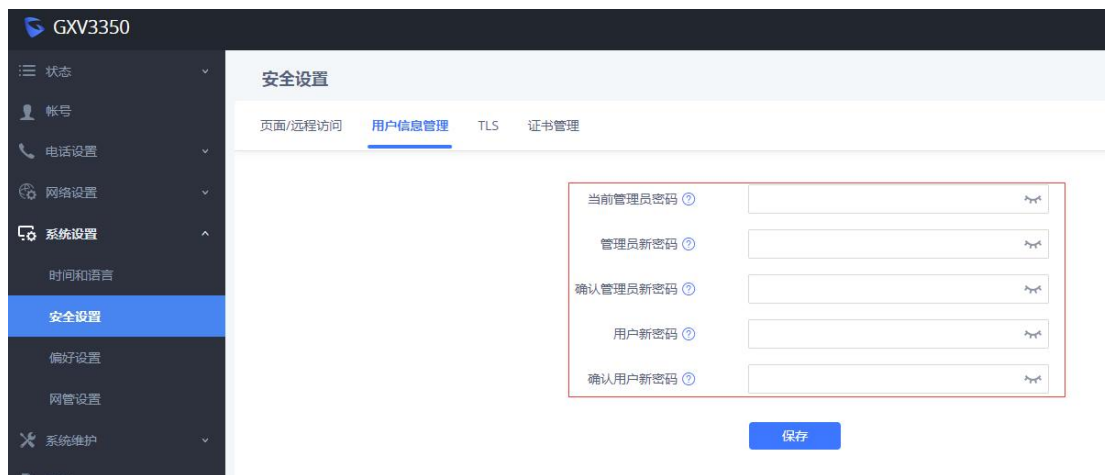 GXV3350
状态
帐号
电话设置
网络设置
系统设置
时间和语言
安全设置
偏好设置
网管设置
系统维护
安全设置
页面/远程访问 用户信息管理 TLS 证书管理
当前管理员密码
管理员新密码
确认管理员新密码
用户新密码
确认用户新密码
保存